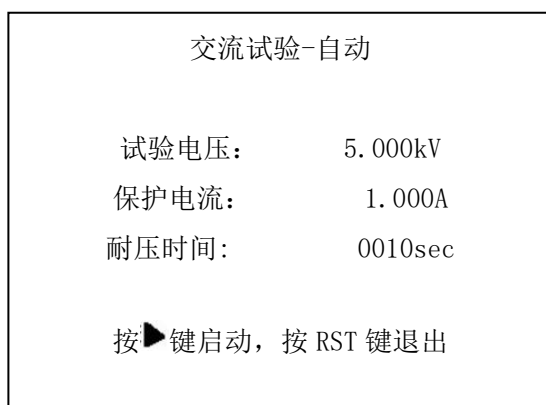 交流试验-自动
试验电压： 5.000kV
保护电流： 1.000A
耐压时间: 0010sec
按▶键启动，按 RST 键退出